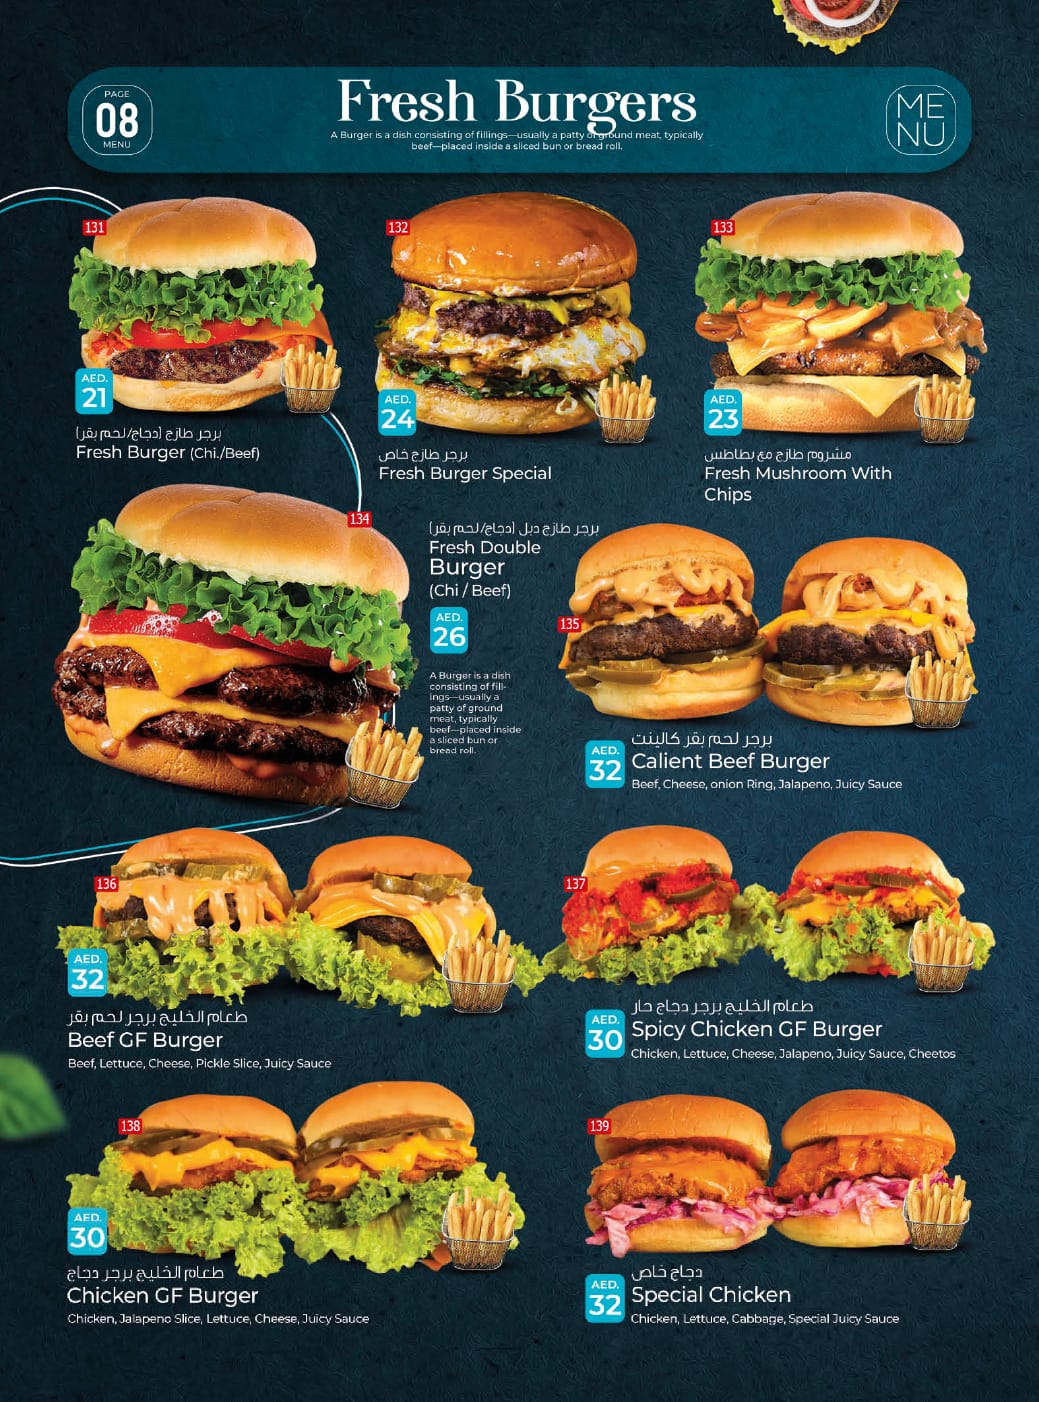 PAGE
08
MENU
Fresh Burgers
A Burger is a dish consisting of fillings—usually a patty of ground meat, typically
beef—placed inside a sliced bun or bread roll.
ME
NU
131
AED.
21
برجر طازج (دجاج/لحم بقر)
Fresh Burger (Chi./Beef)
132
AED.
24
برجر طازج خاص
Fresh Burger Special
133
AED.
23
مشروم طازج مع بطاطس
Fresh Mushroom With
Chips
134
برجر طازج دبل (دجاج/لحم بقر)
Fresh Double
Burger
(Chi / Beef)
AED.
26
A Burger is a dish
consisting of fill-
ings—usually a
patty of ground
meat, typically
beef—placed inside
a sliced bun or
bread roll.
135
AED.
32
برجر لحم بقر كالينت
Calient Beef Burger
Beef, Cheese, onion Ring, Jalapeno, Juicy Sauce
136
AED.
32
طعام الخليج برجر لحم بقر
Beef GF Burger
Beef, Lettuce, Cheese, Pickle Slice, Juicy Sauce
137
AED.
30
طعام الخليج برجر دجاج حار
Spicy Chicken GF Burger
Chicken, Lettuce, Cheese, Jalapeno, Juicy Sauce, Cheetos
138
AED.
30
طعام الخليج برجر دجاج
Chicken GF Burger
Chicken, Jalapeno Slice, Lettuce, Cheese, Juicy Sauce
139
AED.
32
دجاج خاص
Special Chicken
Chicken, Lettuce, Cabbage, Special Juicy Sauce